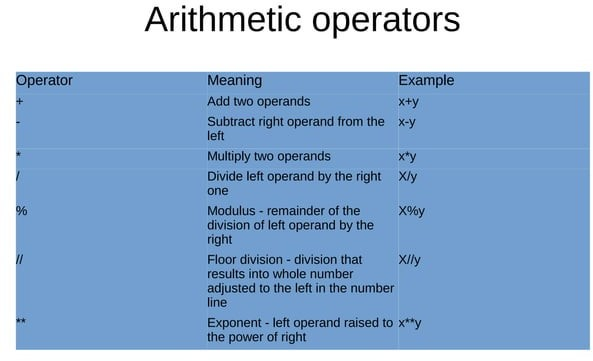 Arithmetic operators
Operator Meaning Example
+ Add two operands x+y
- Subtract right operand from the x-y
left
* Multiply two operands x*y
/ Divide left operand by the right X/y
one
% Modulus - remainder of the X%y
division of left operand by the
right
// Floor division - division that X//y
results into whole number
adjusted to the left in the number
line
** Exponent - left operand raised to x**y
the power of right